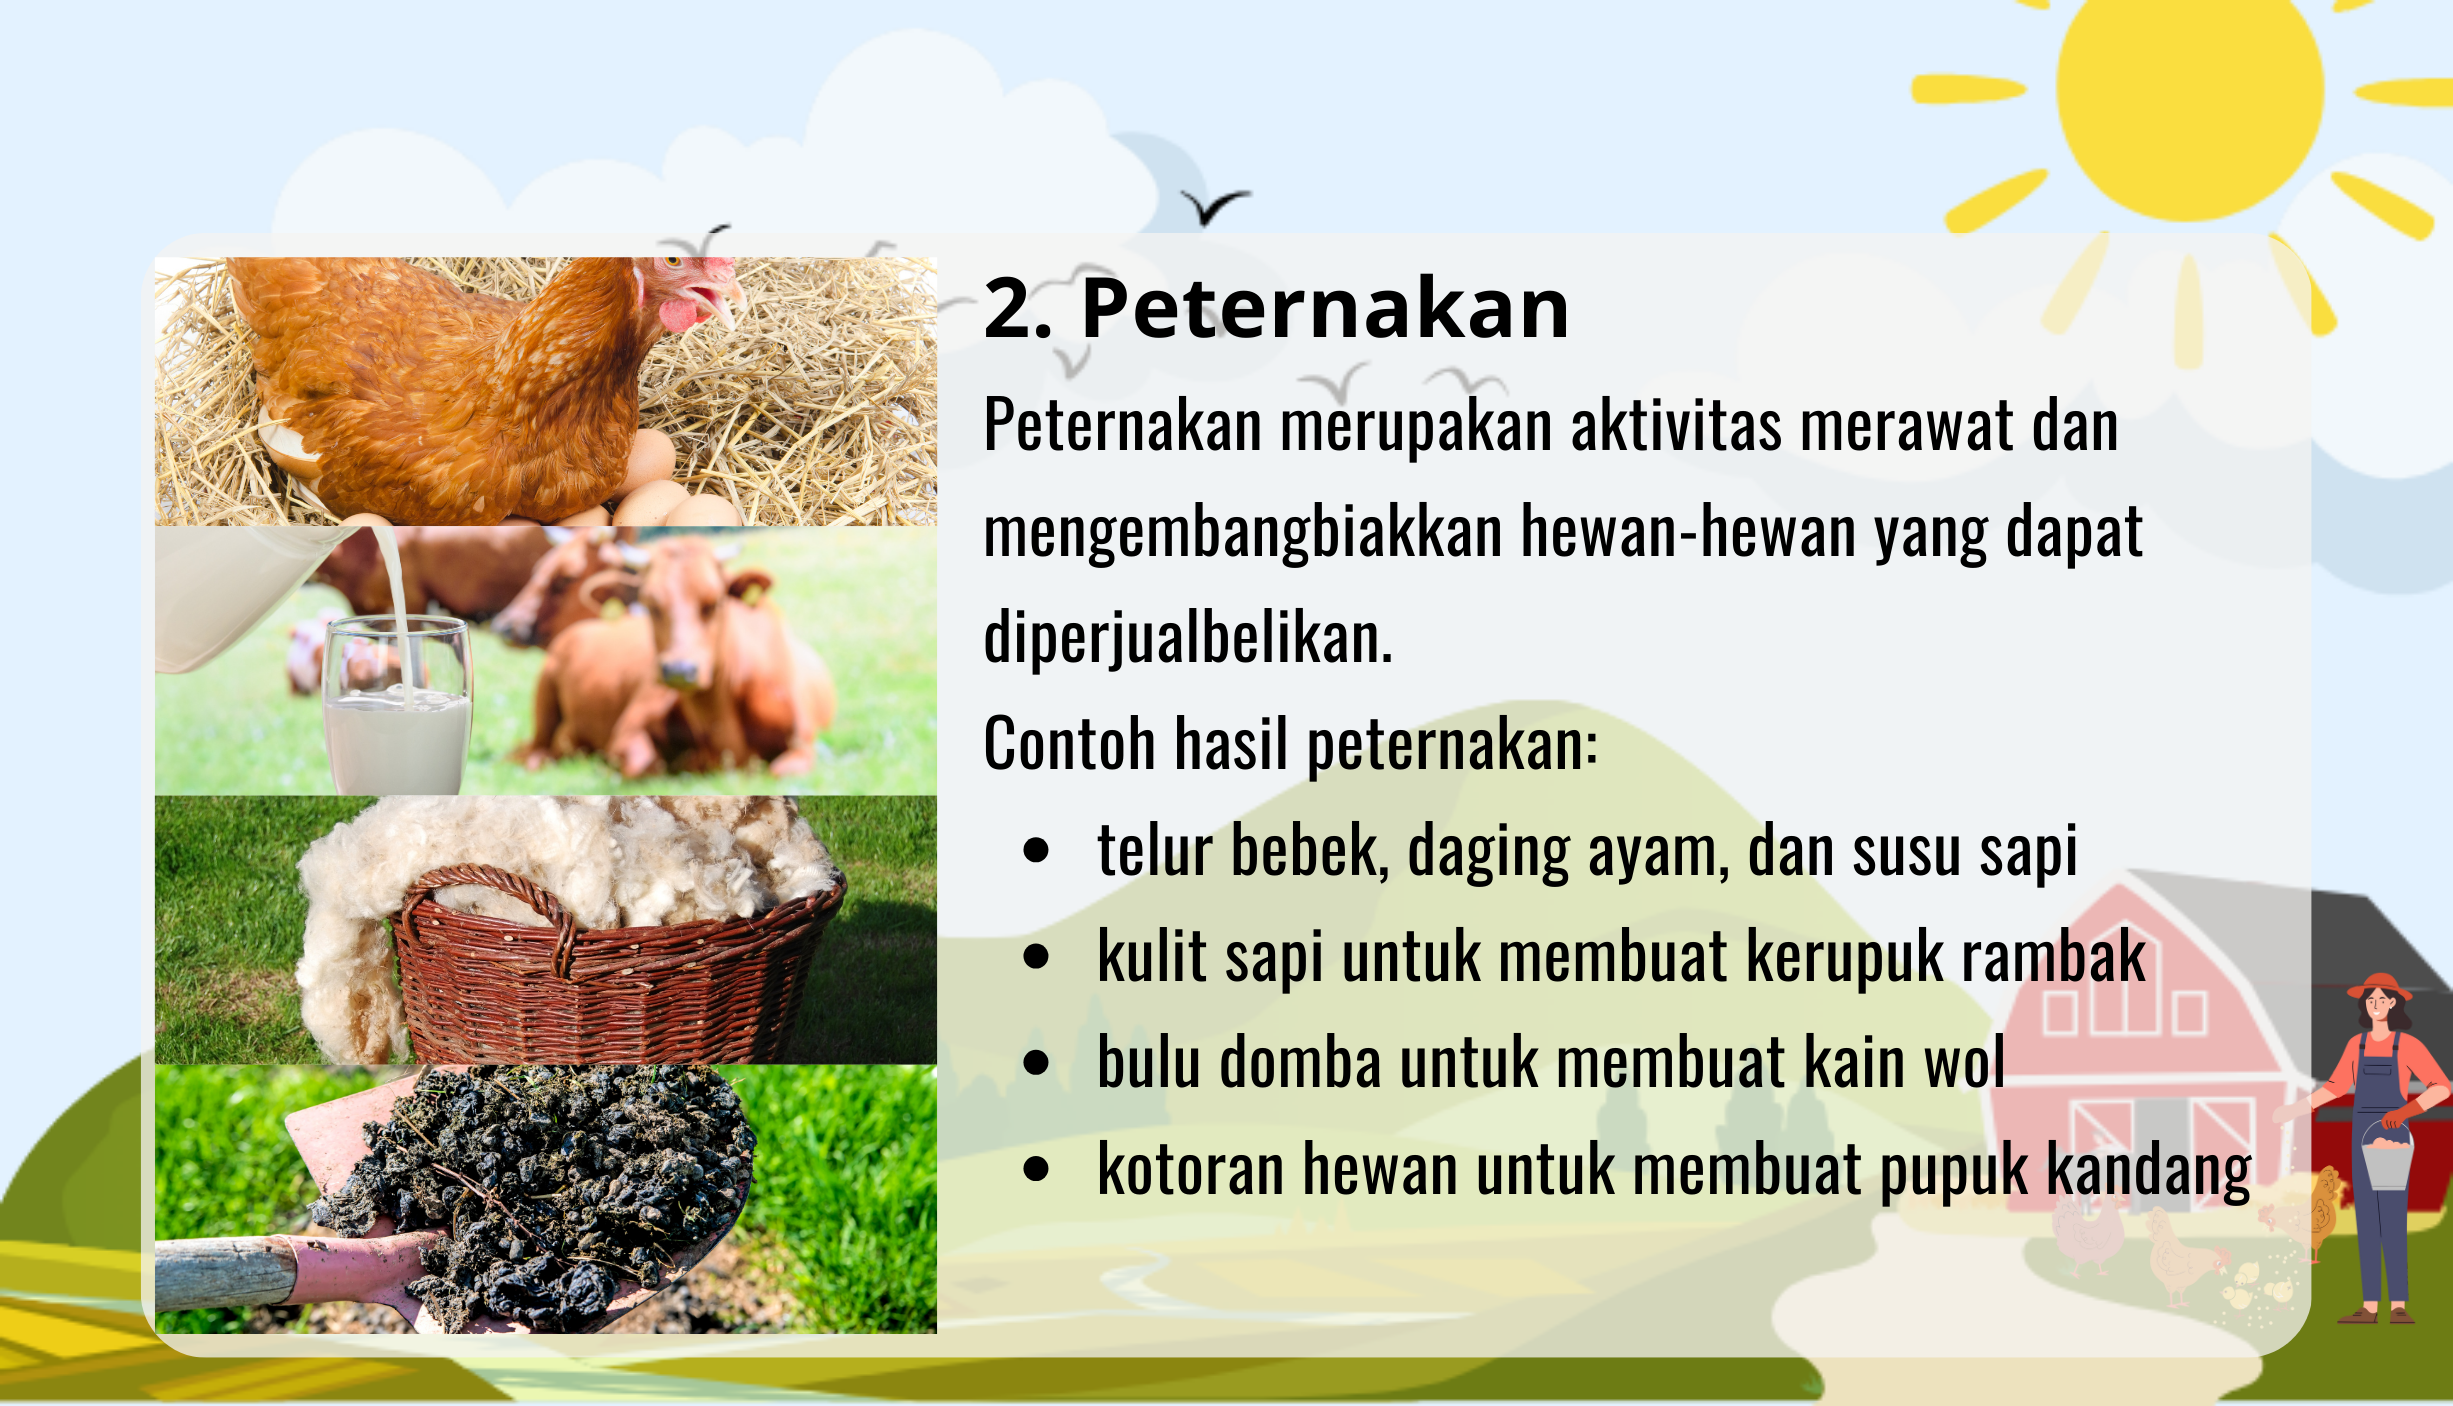 2. Peternakan
Peternakan merupakan aktivitas merawat dan
mengembangbiakkan hewan-hewan yang dapat
diperjualbelikan.
Contoh hasil peternakan:
• telur bebek, daging ayam, dan susu sapi
• kulit sapi untuk membuat kerupuk rambak
• bulu domba untuk membuat kain wol
• kotoran hewan untuk membuat pupuk kandang